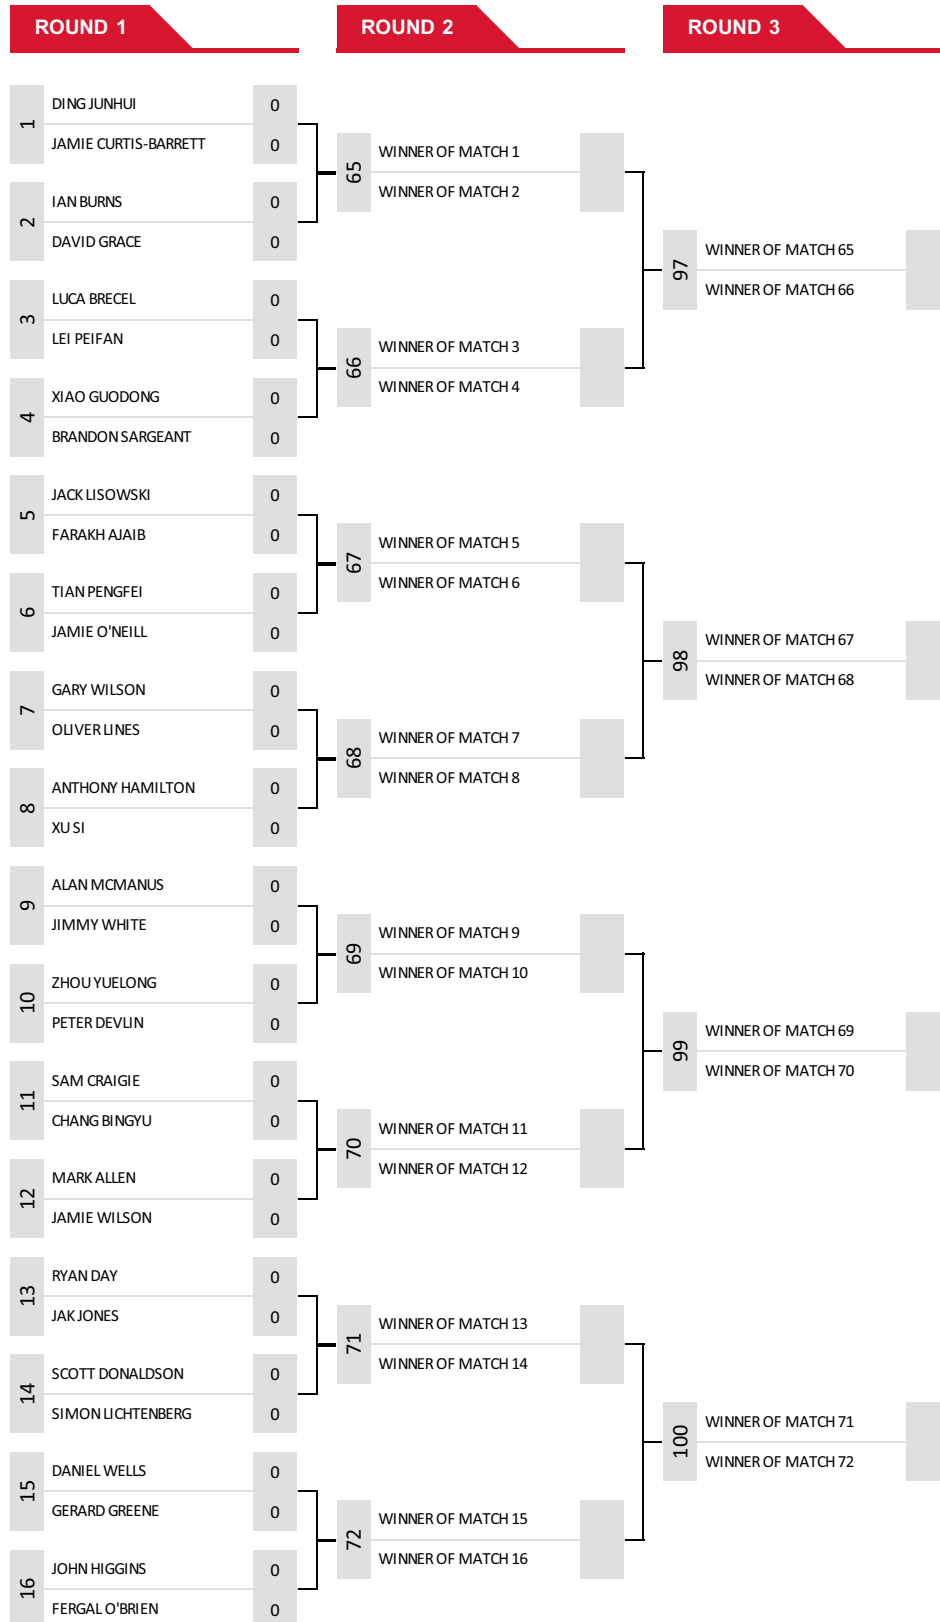 ROUND 1
ROUND 2
ROUND 3
1
DING JUNHUI 0
JAMIE CURTIS-BARRETT 0
2
IAN BURNS 0
DAVID GRACE 0
3
LUCA BRECEL 0
LEI PEIFAN 0
4
XIAO GUODONG 0
BRANDON SARGEANT 0
5
JACK LISOWSKI 0
FARAKH AJAIB 0
6
TIAN PENGFEI 0
JAMIE O'NEILL 0
7
GARY WILSON 0
OLIVER LINES 0
8
ANTHONY HAMILTON 0
XU SI 0
9
ALAN MCMANUS 0
JIMMY WHITE 0
10
ZHOU YUELONG 0
PETER DEVLIN 0
11
SAM CRAIGIE 0
CHANG BINGYU 0
12
MARK ALLEN 0
JAMIE WILSON 0
13
RYAN DAY 0
JAK JONES 0
14
SCOTT DONALDSON 0
SIMON LICHTENBERG 0
15
DANIEL WELLS 0
GERARD GREENE 0
16
JOHN HIGGINS 0
FERGAL O'BRIEN 0
65
WINNER OF MATCH 1
WINNER OF MATCH 2
66
WINNER OF MATCH 3
WINNER OF MATCH 4
67
WINNER OF MATCH 5
WINNER OF MATCH 6
68
WINNER OF MATCH 7
WINNER OF MATCH 8
69
WINNER OF MATCH 9
WINNER OF MATCH 10
70
WINNER OF MATCH 11
WINNER OF MATCH 12
71
WINNER OF MATCH 13
WINNER OF MATCH 14
72
WINNER OF MATCH 15
WINNER OF MATCH 16
97
WINNER OF MATCH 65
WINNER OF MATCH 66
98
WINNER OF MATCH 67
WINNER OF MATCH 68
99
WINNER OF MATCH 69
WINNER OF MATCH 70
100
WINNER OF MATCH 71
WINNER OF MATCH 72